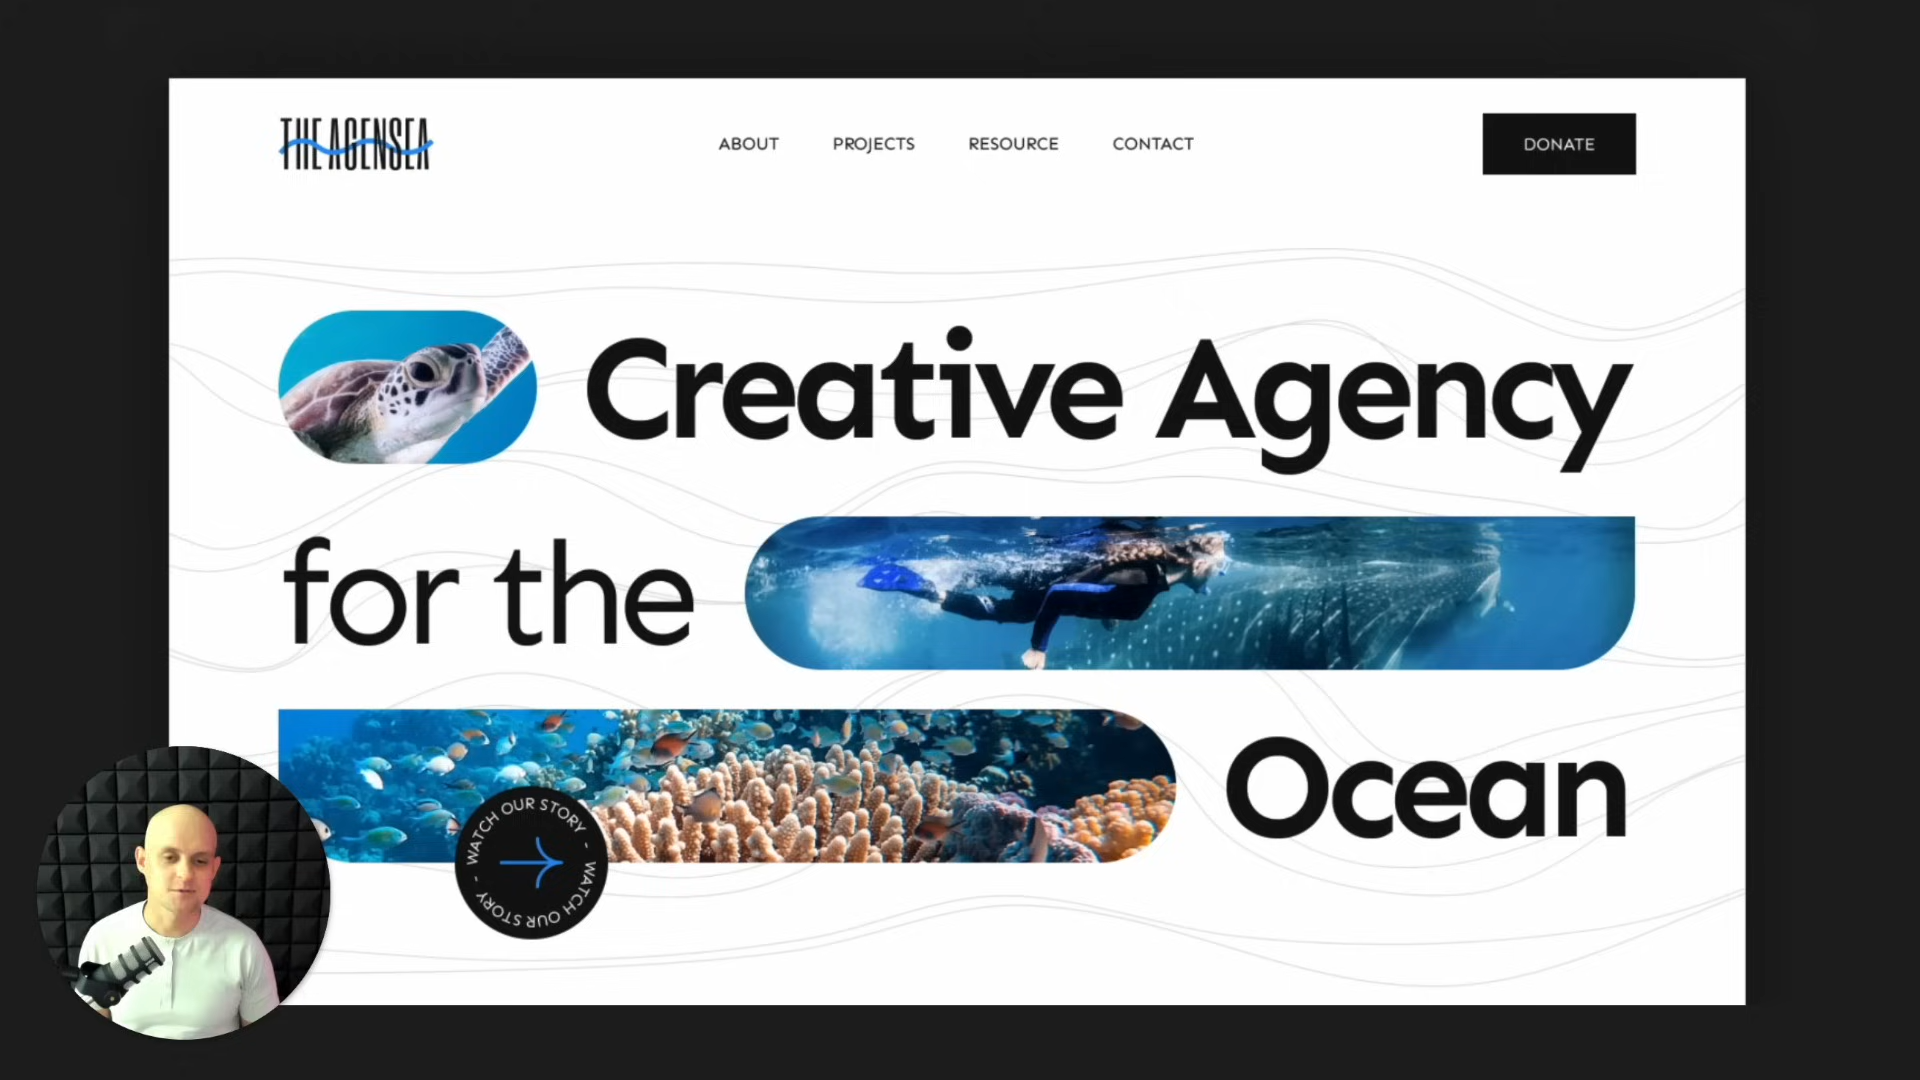 THE AGENSEA
ABOUT PROJECTS RESOURCE CONTACT
DONATE
Creative Agency
for the
Ocean
WATCH OUR STORY - WATCH OUR STORY -